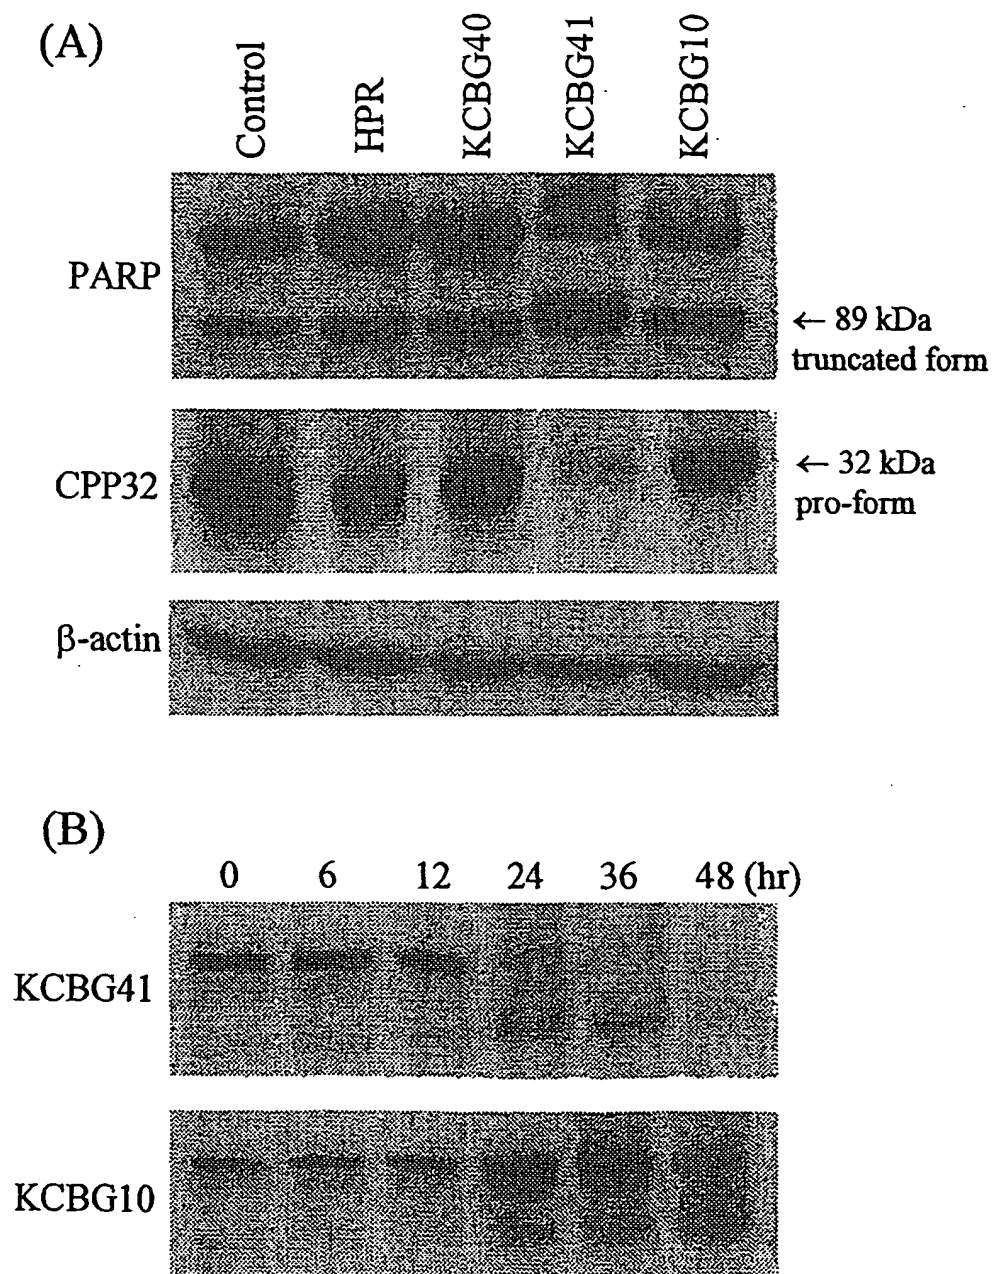 (A)
Control HPR KCBG40 KCBG41 KCBG10
PARP
← 89 kDa
truncated form
CPP32
← 32 kDa
pro-form
β-actin
(B)
0 6 12 24 36 48 (hr)
KCBG41
KCBG10